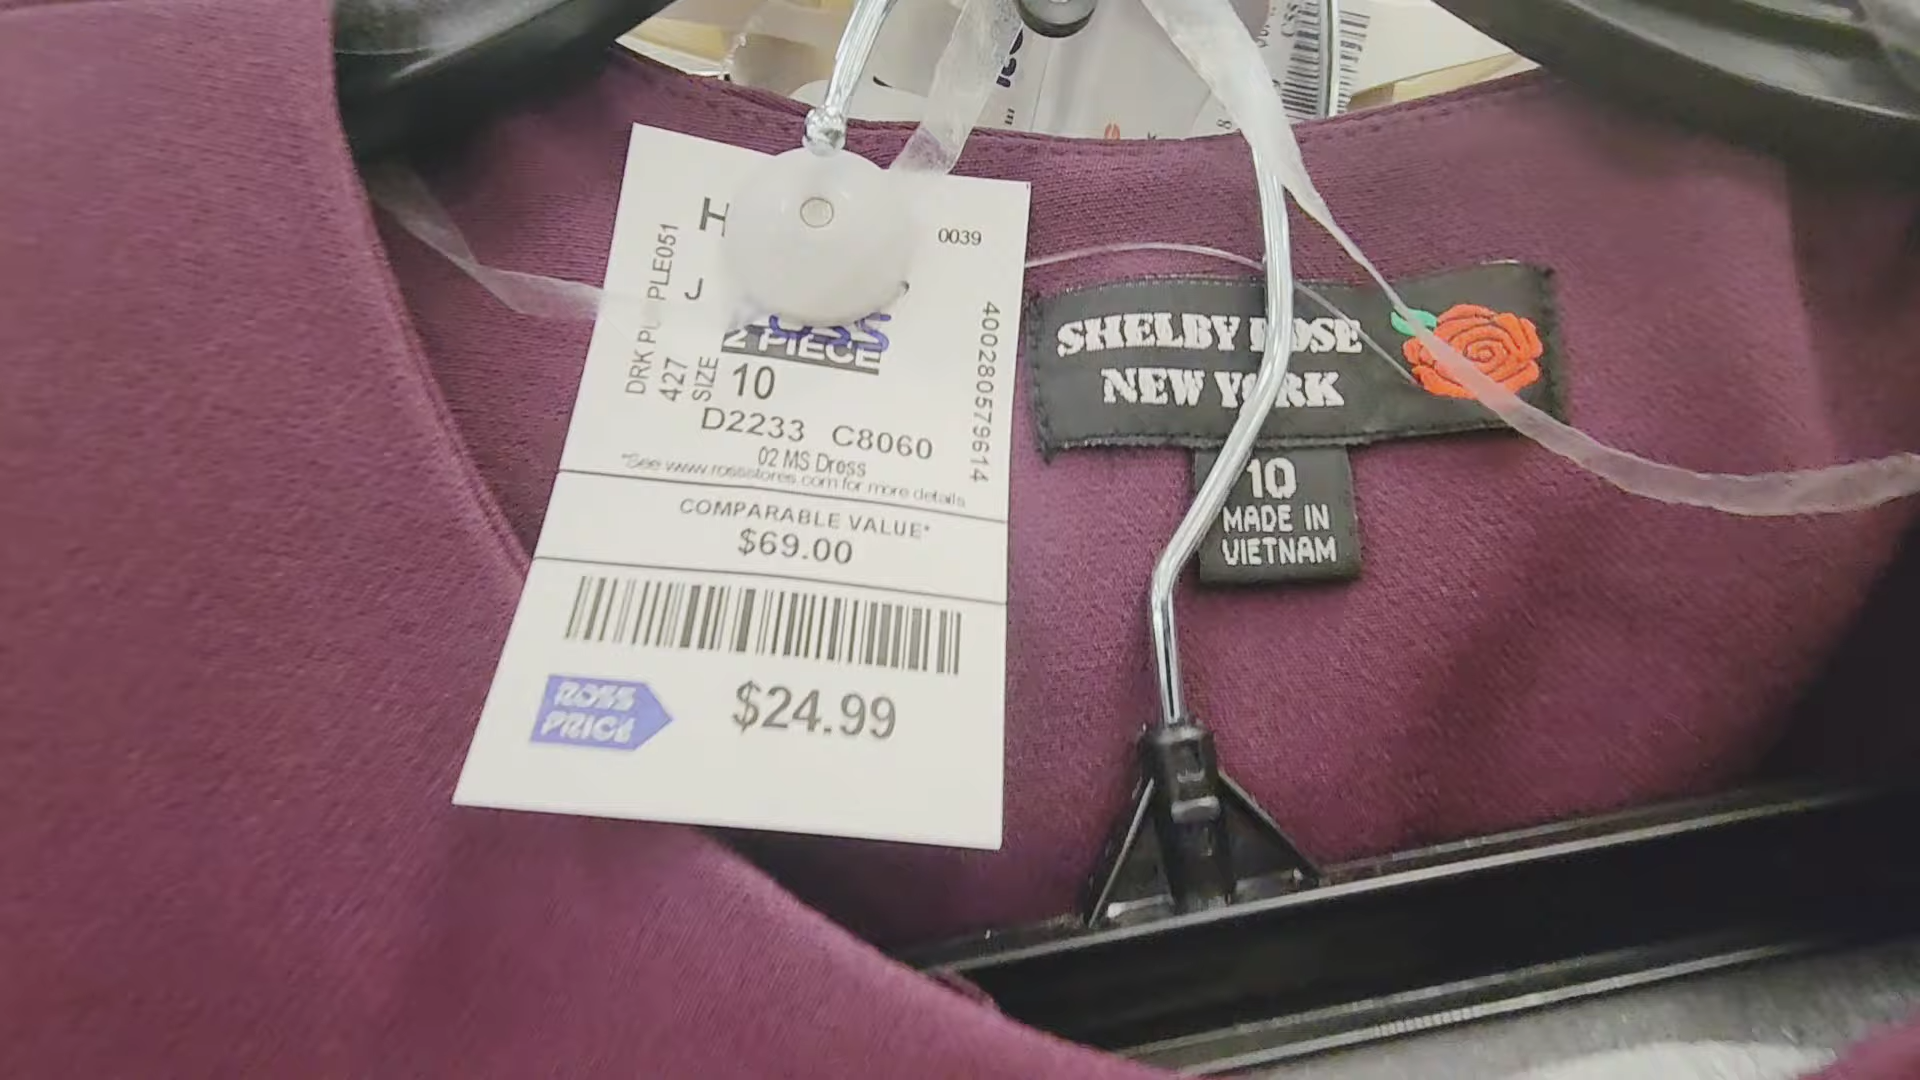 0039
DRK PURPLE051
427
SIZE
2 PIECE
10
D2233 C8060
02 MS Dress
*See www.rossstores.com for more details
400280579614
COMPARABLE VALUE*
$69.00
ROSS
PRICE
$24.99
SHELBY ROSE
NEW YORK
10
MADE IN
VIETNAM